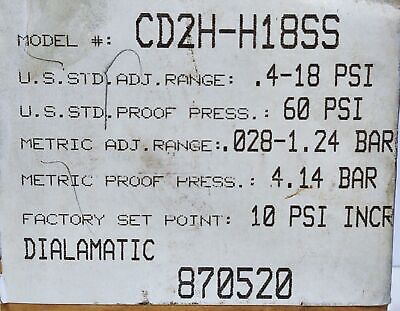 MODEL #: CD2H-H18SS
U.S.STD.ADJ.RANGE: .4-18 PSI
U.S.STD.PROOF PRESS.: 60 PSI
METRIC ADJ.RANGE:.028-1.24 BAR
METRIC PROOF PRESS.: 4.14 BAR
FACTORY SET POINT: 10 PSI INCR
DIALAMATIC
870520